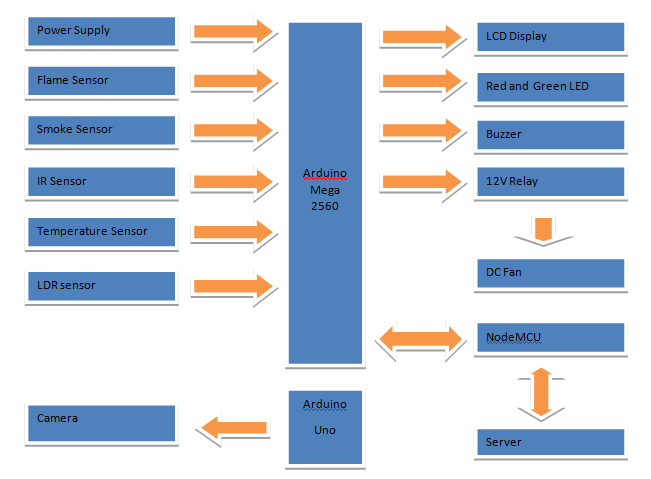 Power Supply
Flame Sensor
Smoke Sensor
IR Sensor
Temperature Sensor
LDR sensor
Camera
Arduino
Mega
2560
Arduino
Uno
LCD Display
Red and Green LED
Buzzer
12V Relay
DC Fan
NodeMCU
Server